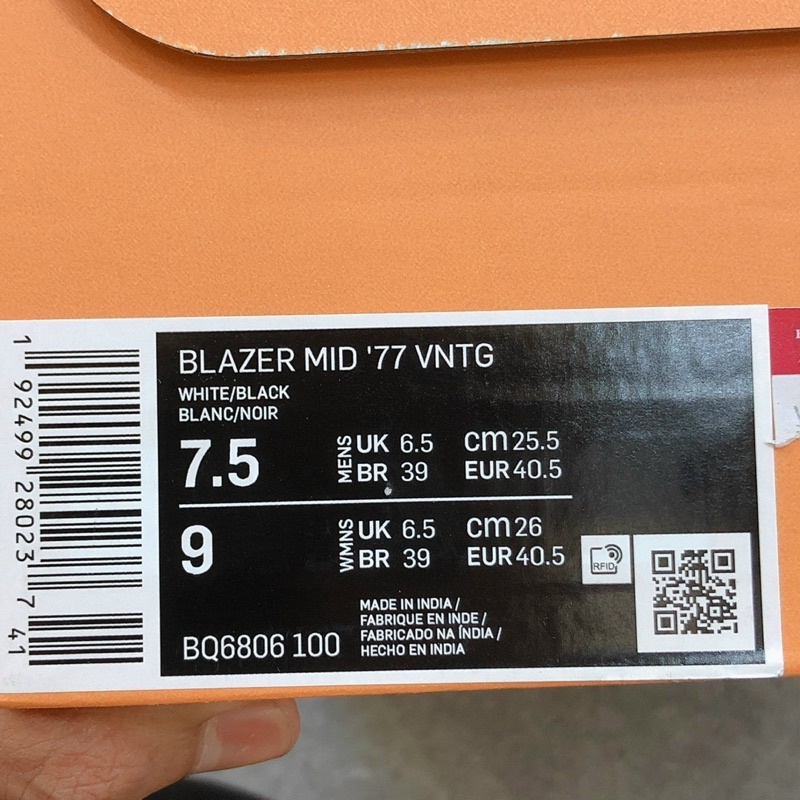 BLAZER MID '77 VNTG
WHITE/BLACK
BLANC/NOIR
7.5 MENS UK 6.5 cm 25.5
BR 39 EUR 40.5
9 WMNS UK 6.5 cm 26
BR 39 EUR 40.5
RFID
BQ6806 100
MADE IN INDIA /
FABRIQUE EN INDE /
FABRICADO NA ÍNDIA /
HECHO EN INDIA
1 92499 28023 7 41